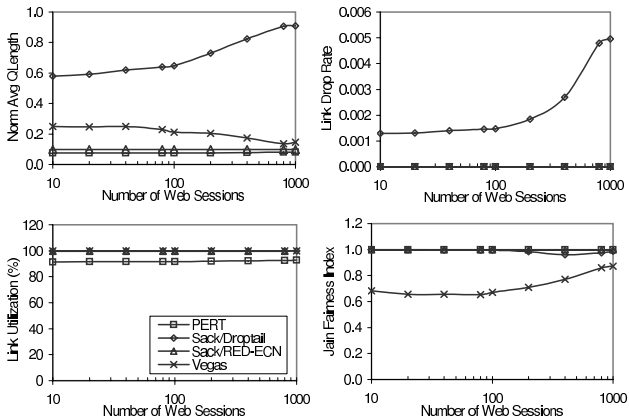 Norm Avg QLength
1.0
0.8
0.6
0.4
0.2
0.0
10 100 1000
Number of Web Sessions
Link Drop Rate
0.006
0.005
0.004
0.003
0.002
0.001
0.000
10 100 1000
Number of Web Sessions
Link Utilization (%)
120
100
80
60
40
20
0
PERT
Sack/Droptail
Sack/RED-ECN
Vegas
10 100 1000
Number of Web Sessions
Jain Fairness Index
1.2
1.0
0.8
0.6
0.4
0.2
0.0
10 100 1000
Number of Web Sessions